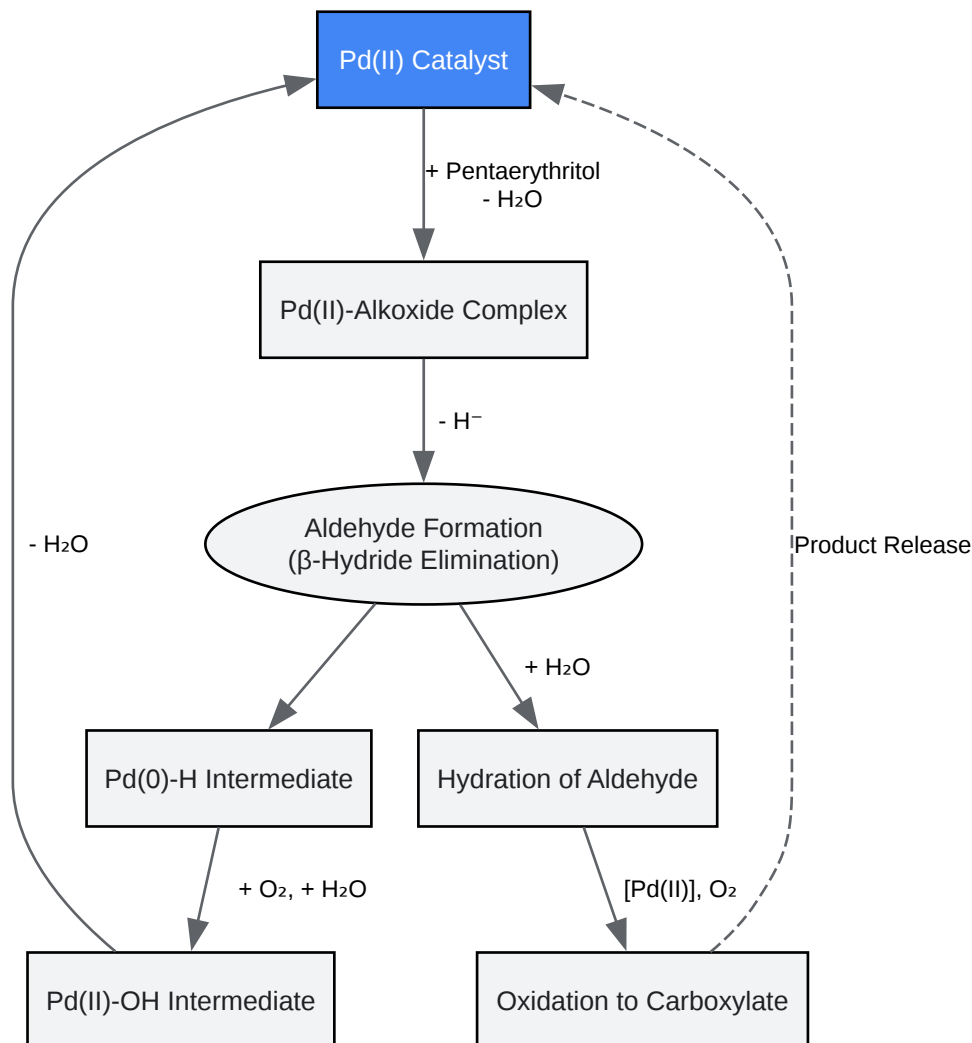 Pd(II) Catalyst
+ Pentaerythritol
- H₂O
Pd(II)-Alkoxide Complex
- H⁻
Aldehyde Formation
(β-Hydride Elimination)
- H₂O
Product Release
+ H₂O
Pd(0)-H Intermediate
Hydration of Aldehyde
+ O₂, + H₂O
[Pd(II)], O₂
Pd(II)-OH Intermediate
Oxidation to Carboxylate